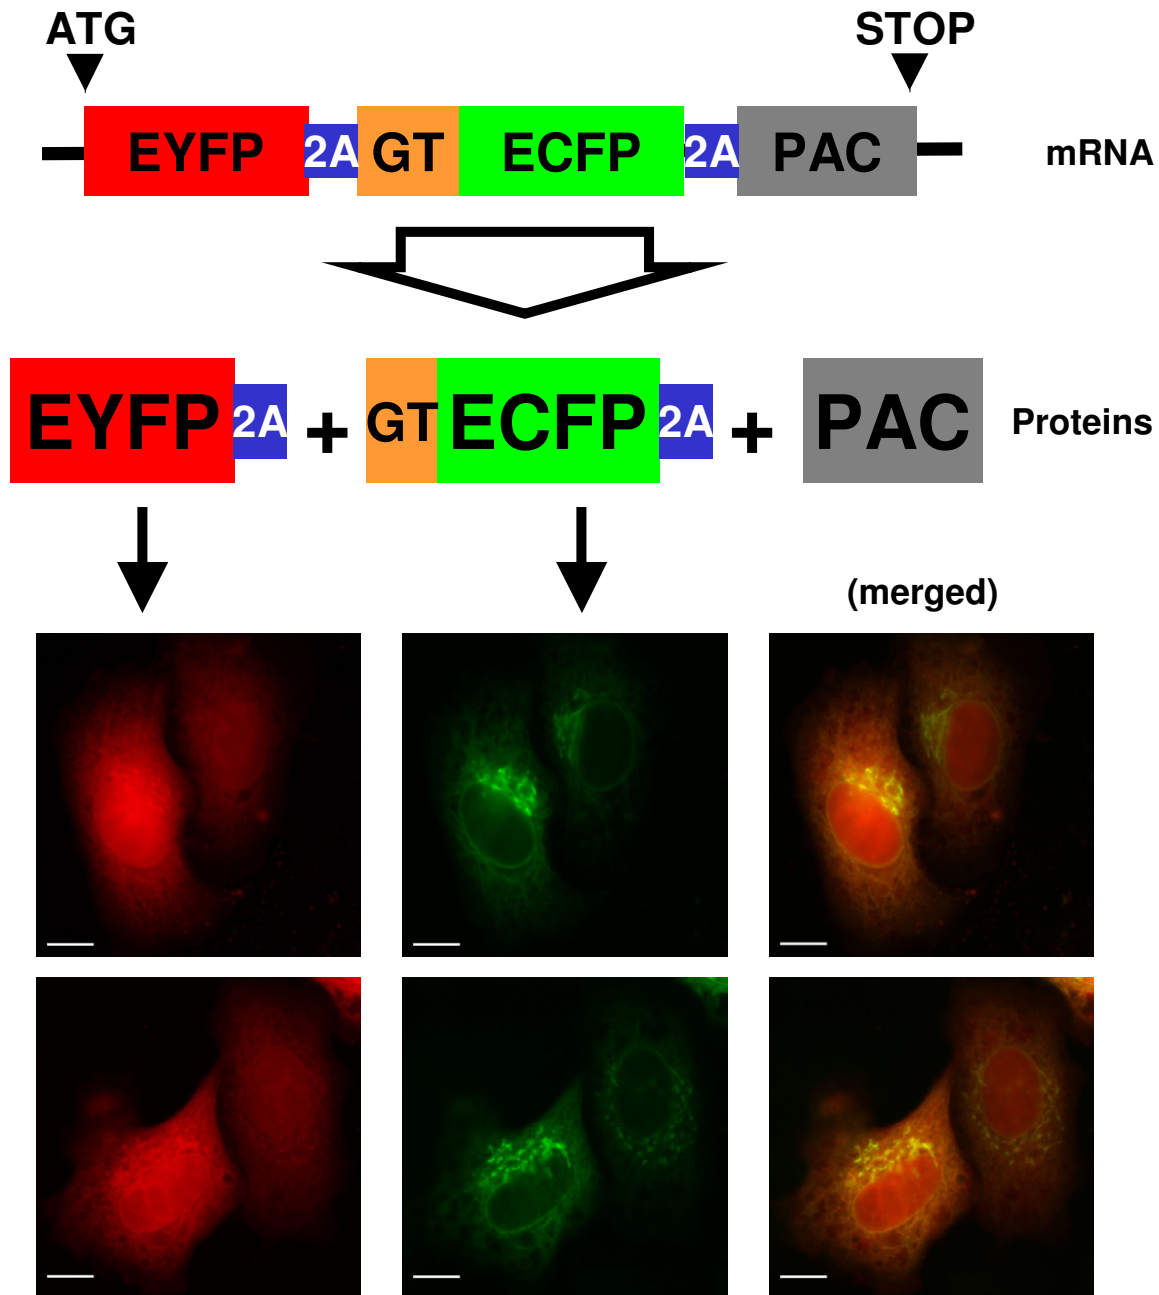 ATG STOP
EYFP 2A GT ECFP 2A PAC mRNA
EYFP 2A + GT ECFP 2A + PAC Proteins
(merged)